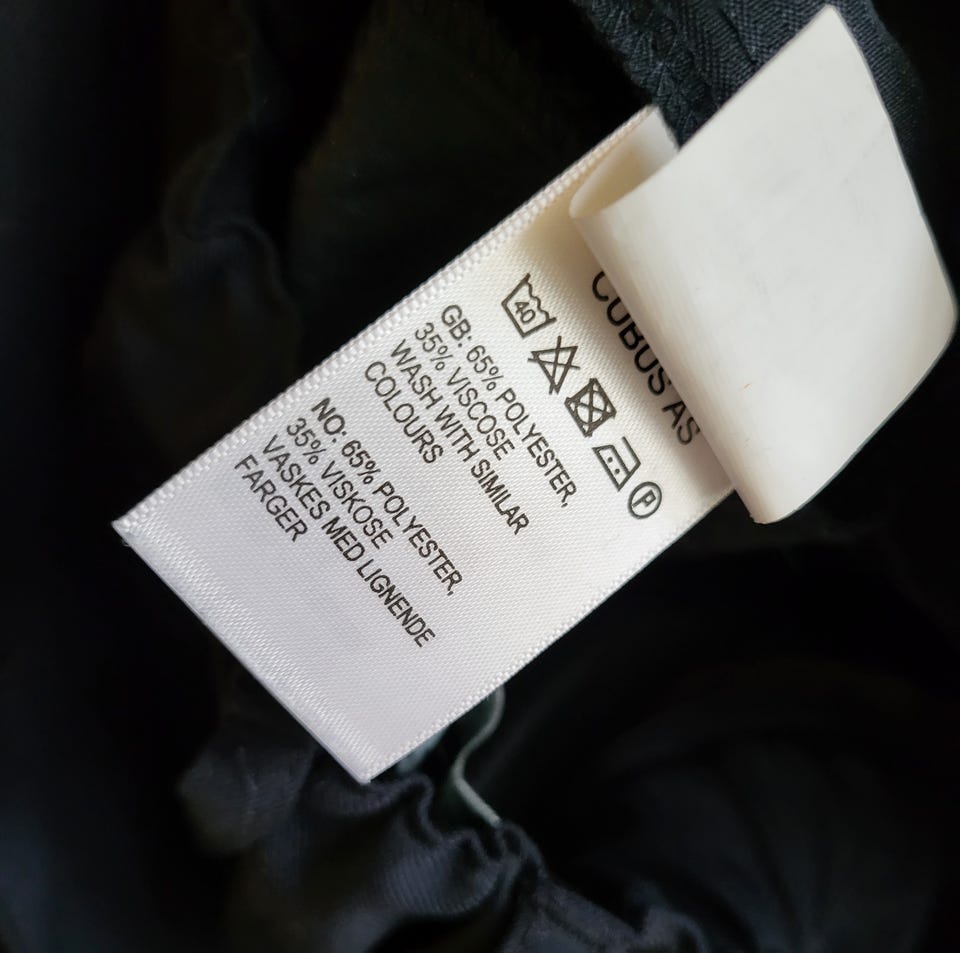 CUBUS AS
40
P
GB: 65% POLYESTER,
35% VISCOSE
WASH WITH SIMILAR
COLOURS
NO: 65% POLYESTER,
35% VISKOSE
VASKES MED LIGNENDE
FARGER